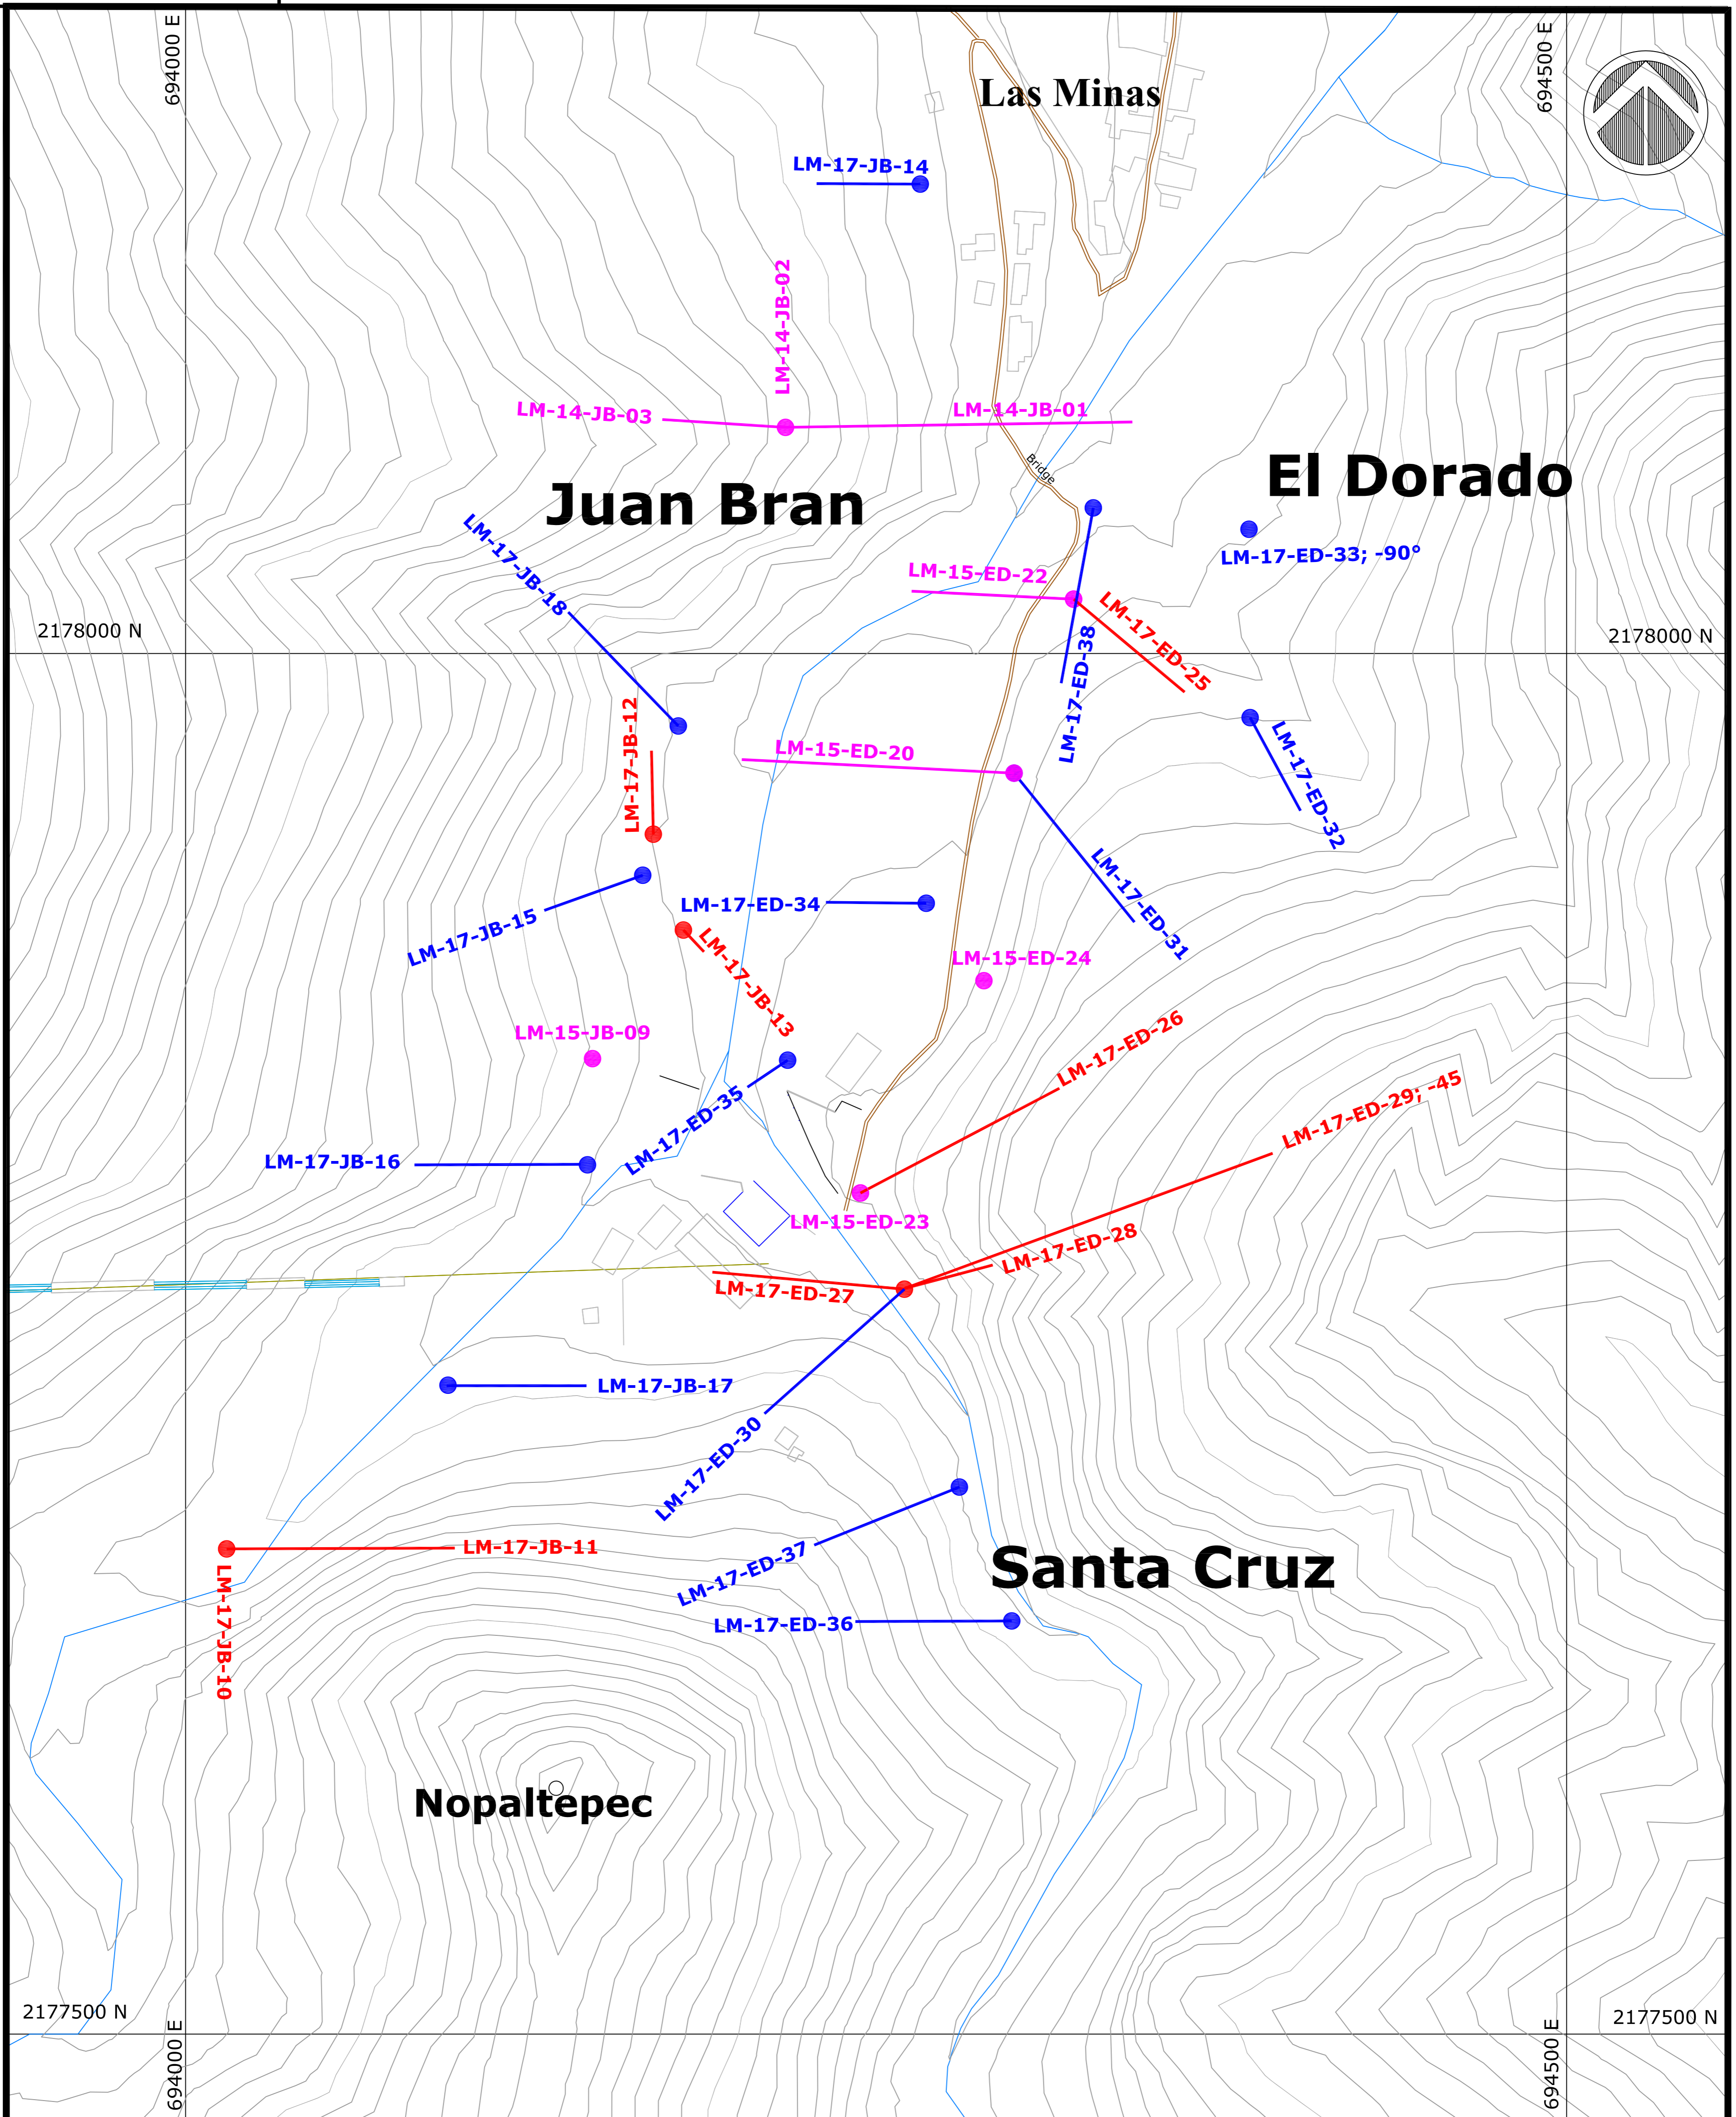 694000 E
694500 E
Las Minas
LM-17-JB-14
LM-14-JB-02
LM-14-JB-03
LM-14-JB-01
Bridge
El Dorado
Juan Bran
LM-17-JB-18
LM-17-ED-33; -90°
LM-15-ED-22
LM-17-ED-25
2178000 N
2178000 N
LM-17-ED-38
LM-17-JB-12
LM-15-ED-20
LM-17-ED-32
LM-17-JB-15
LM-17-ED-34
LM-17-ED-31
LM-17-JB-13
LM-15-ED-24
LM-15-JB-09
LM-17-ED-26
LM-17-ED-35
LM-17-ED-29; -45
LM-17-JB-16
LM-15-ED-23
LM-17-ED-28
LM-17-ED-27
LM-17-JB-17
LM-17-ED-30
LM-17-JB-11
LM-17-ED-37
Santa Cruz
LM-17-JB-10
LM-17-ED-36
Nopaltepec
2177500 N
2177500 N
694000 E
694500 E